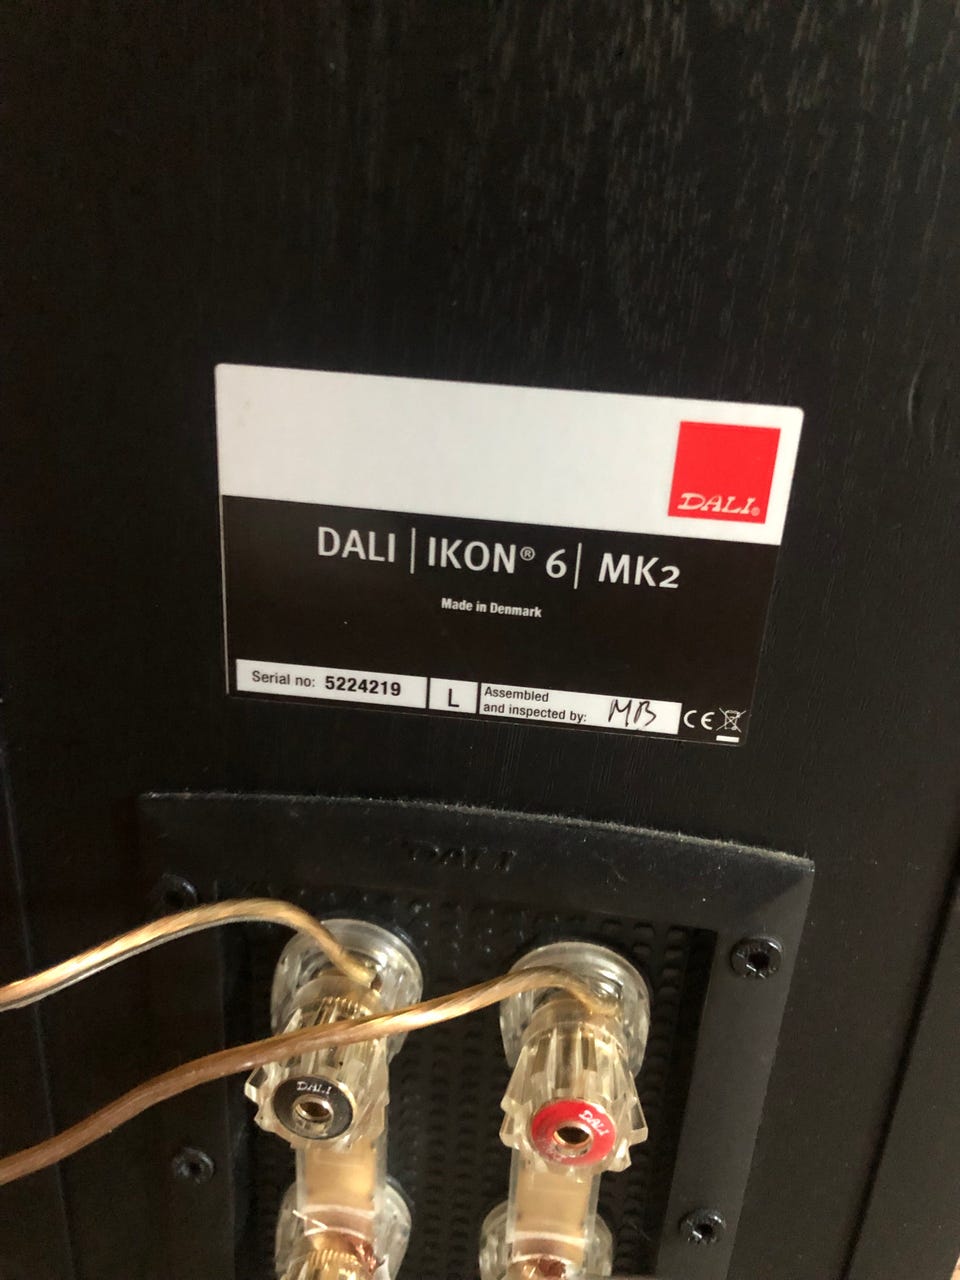 DALI®
DALI | IKON® 6 | MK2
Made in Denmark
Serial no: 5224219
L
Assembled
and inspected by: MB
CE
DALI
DALI
DALI